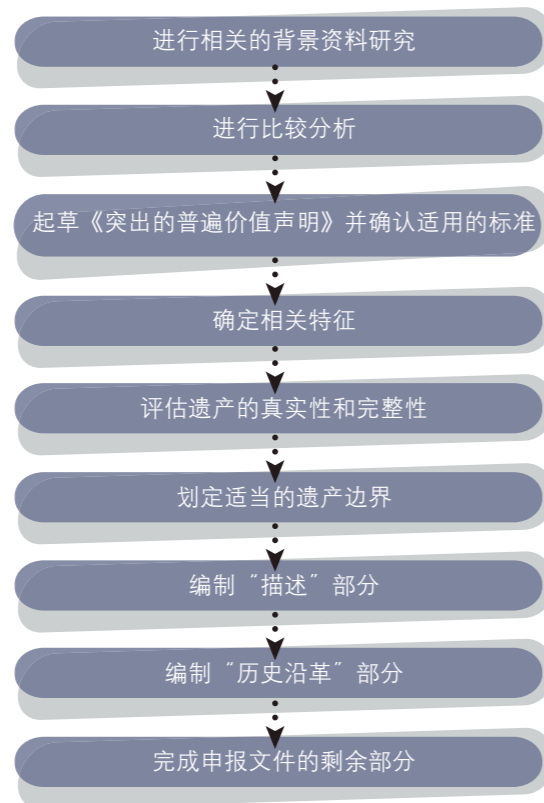 进行相关的背景资料研究
进行比较分析
起草《突出的普遍价值声明》并确认适用的标准
确定相关特征
评估遗产的真实性和完整性
划定适当的遗产边界
编制“描述”部分
编制“历史沿革”部分
完成申报文件的剩余部分